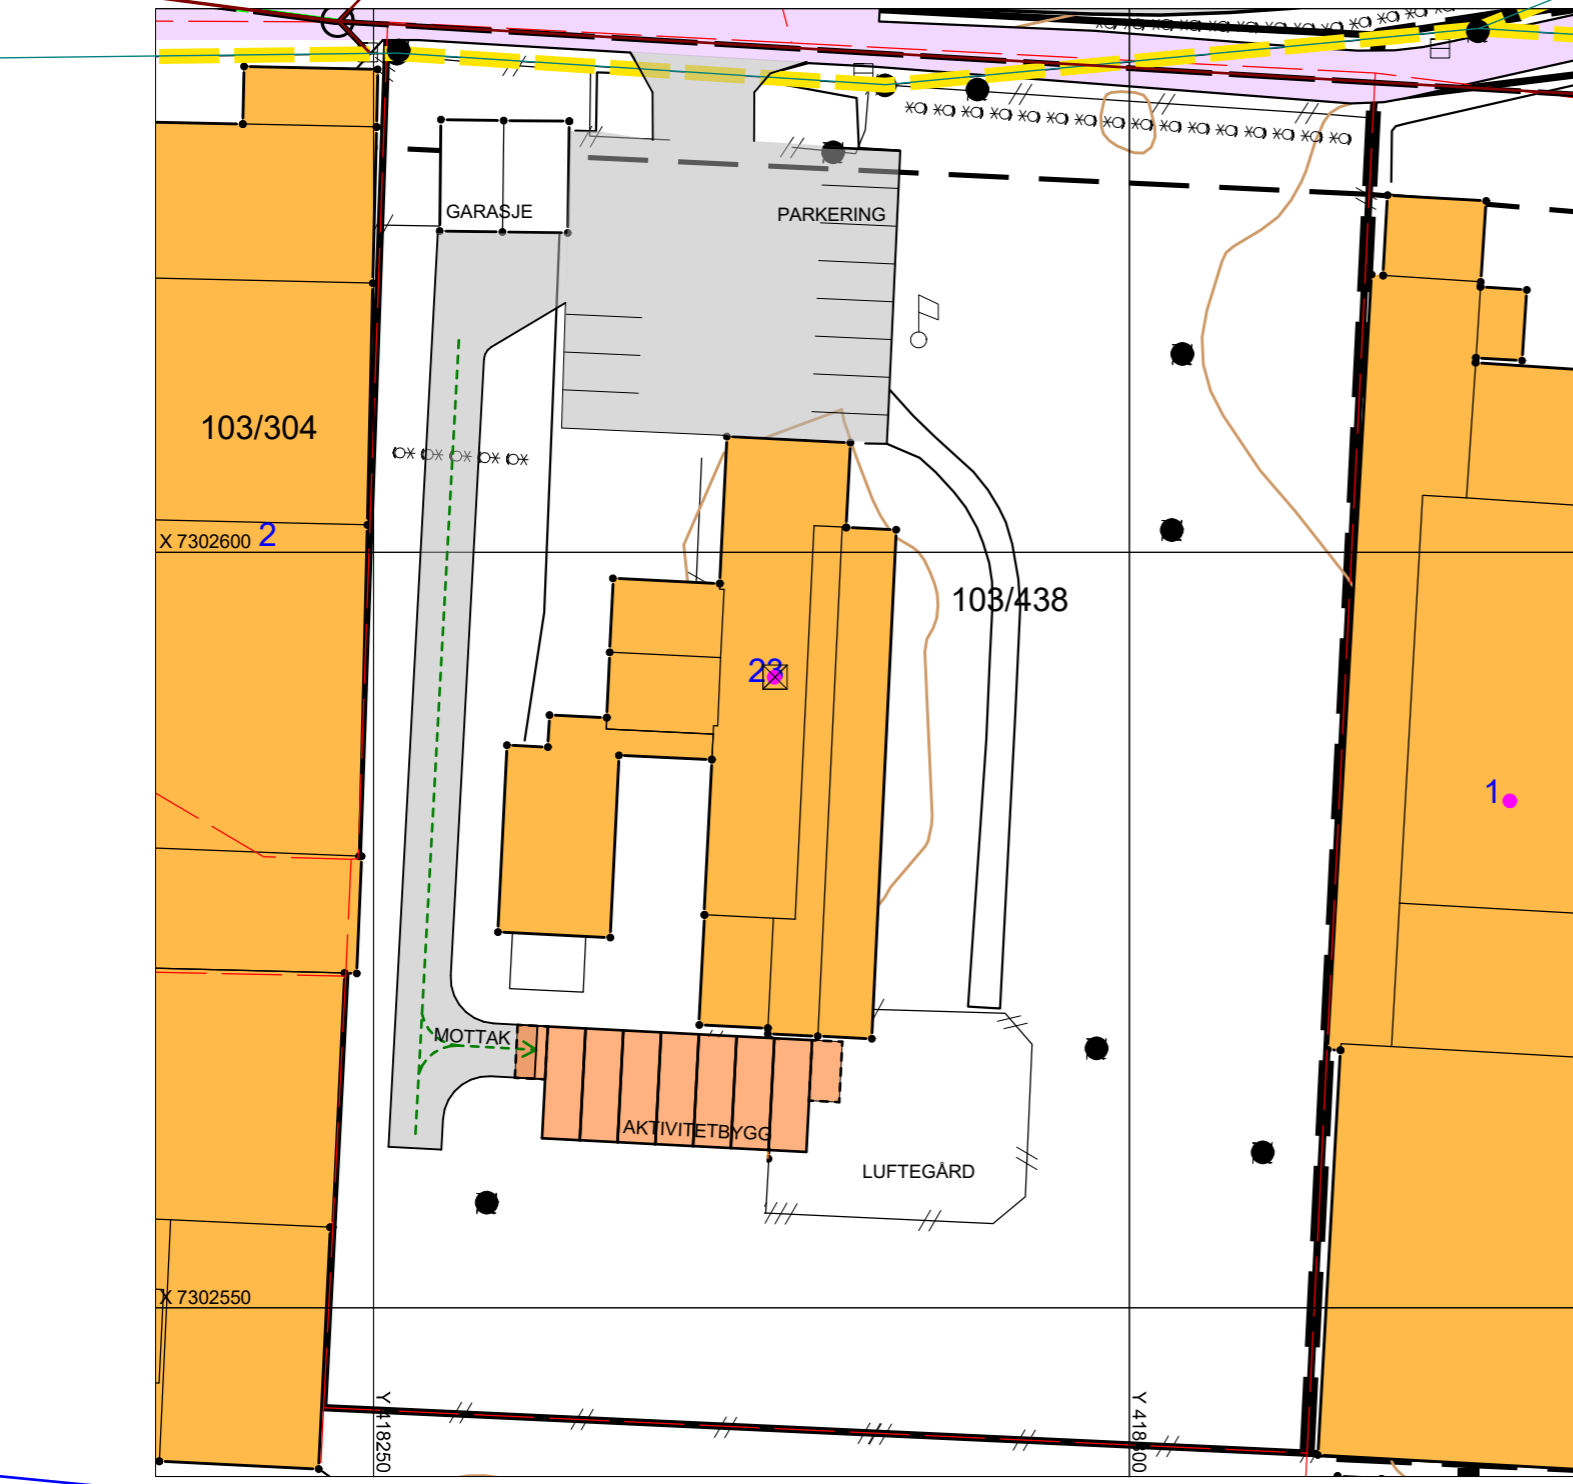 GARASJE
PARKERING
103/304
X 7302600
2
103/438
23
1
MOTTAK
AKTIVITETBYGG
LUFTEGÅRD
X 7302550
Y 418250
Y 418300